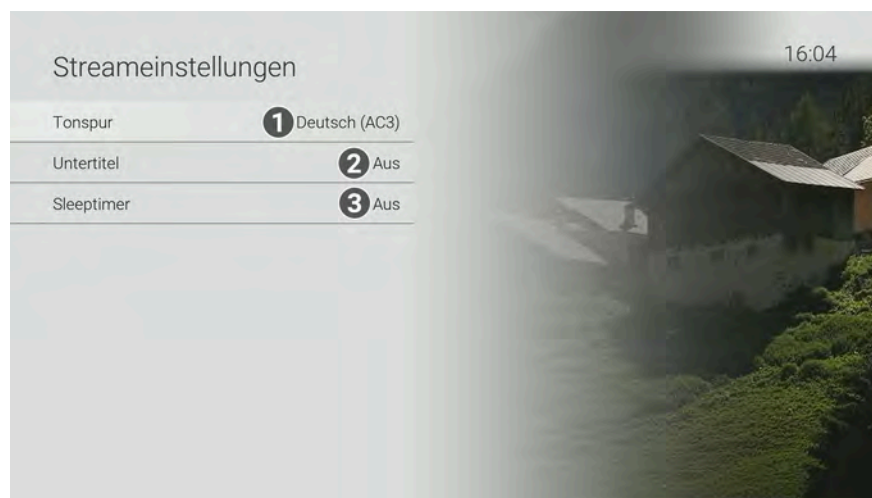 Streameinstellungen
16:04
Tonspur 1 Deutsch (AC3)
Untertitel 2 Aus
Sleeptimer 3 Aus